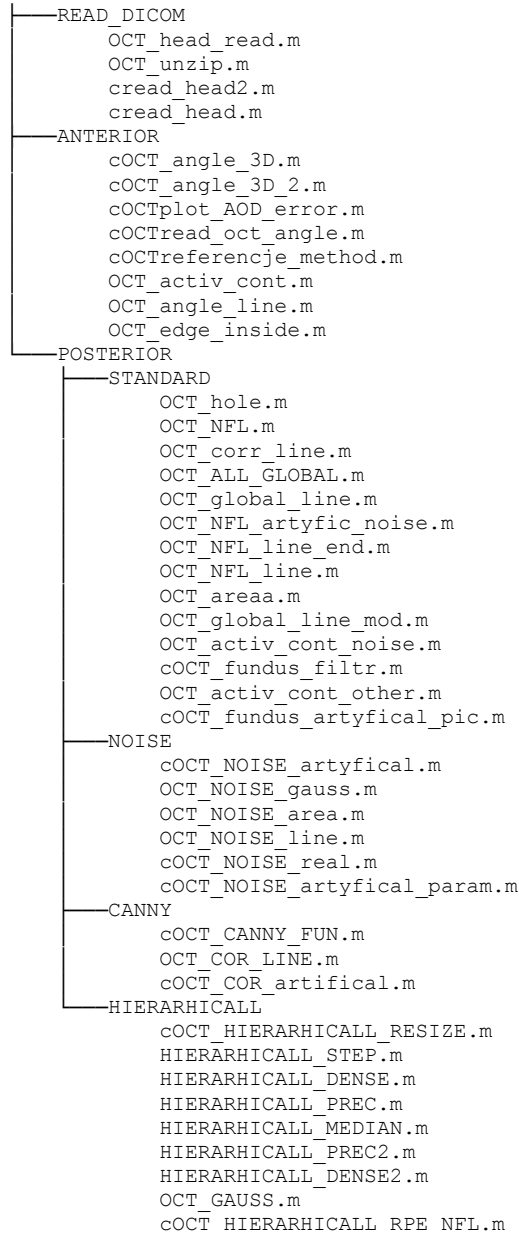 READ_DICOM
OCT_head_read.m
OCT_unzip.m
cread_head2.m
cread_head.m
ANTERIOR
cOCT_angle_3D.m
cOCT_angle_3D_2.m
cOCTplot_AOD_error.m
cOCTread_oct_angle.m
cOCTreferencje_method.m
OCT_activ_cont.m
OCT_angle_line.m
OCT_edge_inside.m
POSTERIOR
STANDARD
OCT_hole.m
OCT_NFL.m
OCT_corr_line.m
OCT_ALL_GLOBAL.m
OCT_global_line.m
OCT_NFL_artyfic_noise.m
OCT_NFL_line_end.m
OCT_NFL_line.m
OCT_areaa.m
OCT_global_line_mod.m
OCT_activ_cont_noise.m
cOCT_fundus_filtr.m
OCT_activ_cont_other.m
cOCT_fundus_artyfical_pic.m
NOISE
cOCT_NOISE_artyfical.m
OCT_NOISE_gauss.m
OCT_NOISE_area.m
OCT_NOISE_line.m
cOCT_NOISE_real.m
cOCT_NOISE_artyfical_param.m
CANNY
cOCT_CANNY_FUN.m
OCT_COR_LINE.m
cOCT_COR_artifical.m
HIERARHICALL
cOCT_HIERARHICALL_RESIZE.m
HIERARHICALL_STEP.m
HIERARHICALL_DENSE.m
HIERARHICALL_PREC.m
HIERARHICALL_MEDIAN.m
HIERARHICALL_PREC2.m
HIERARHICALL_DENSE2.m
OCT_GAUSS.m
cOCT_HIERARHICALL_RPE_NFL.m